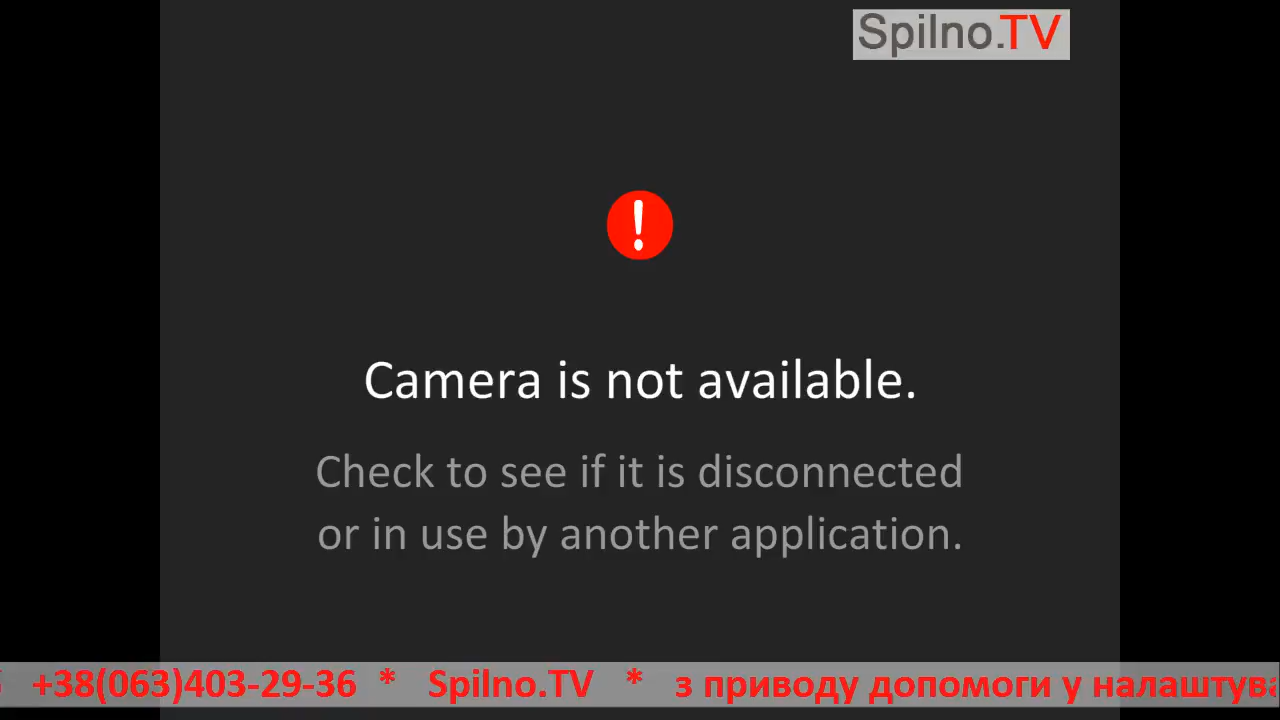 Spilno.TV
!
Camera is not available.
Check to see if it is disconnected
or in use by another application.
+38(063)403-29-36 * Spilno.TV * з приводу допомоги у